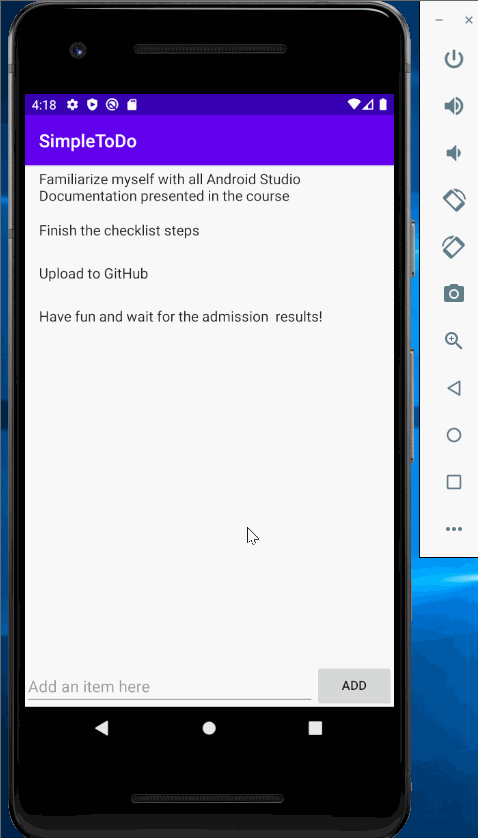 4:18
SimpleToDo
Familiarize myself with all Android Studio
Documentation presented in the course
Finish the checklist steps
Upload to GitHub
Have fun and wait for the admission  results!
Add an item here
ADD